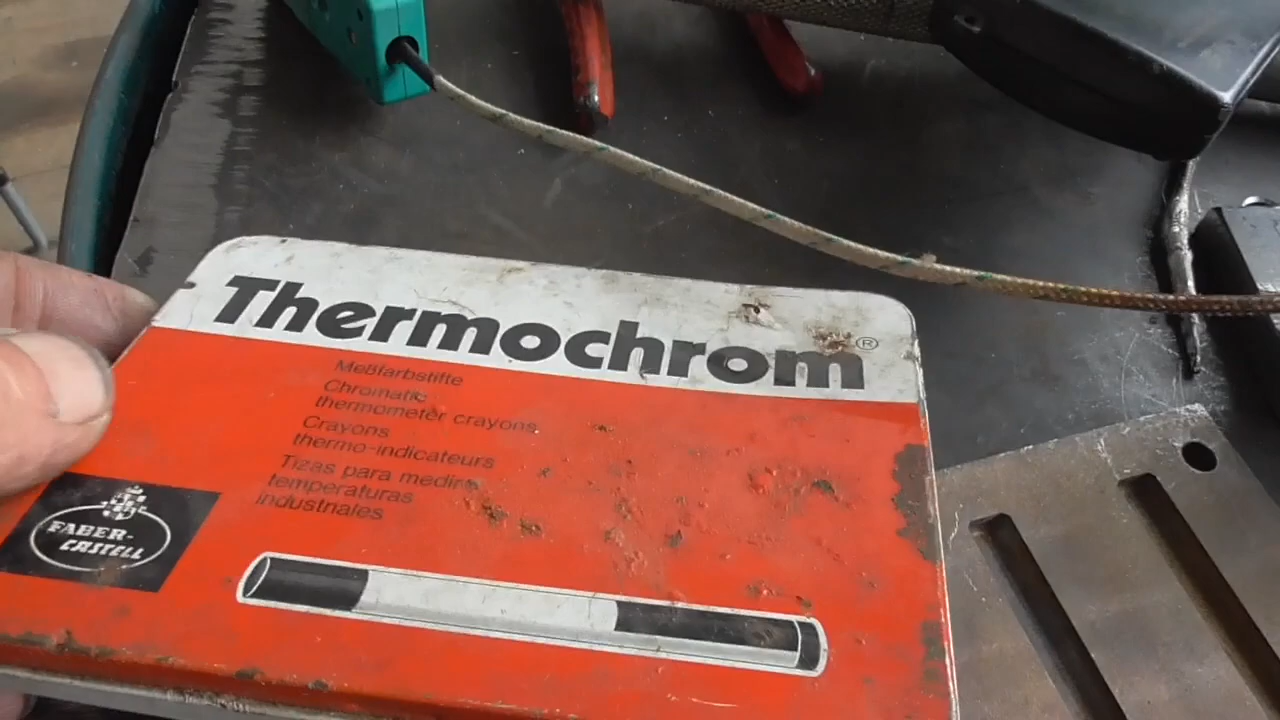 Thermochrom®
Meßfarbstifte
Chromatic
thermometer crayons
Crayons
thermo-indicateurs
Tizas para medir
temperaturas
industriales
FABER-
CASTELL